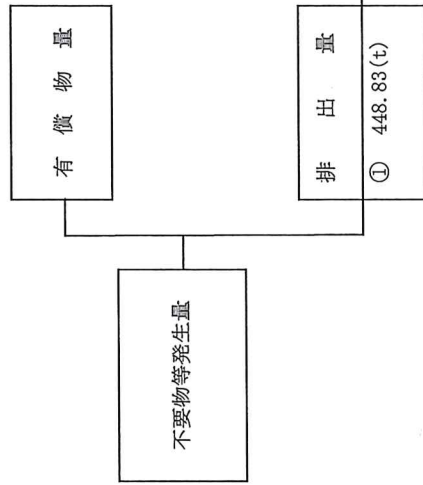 不要物等発生量
有 償 物 量
排 出 量
① 448.83(t)